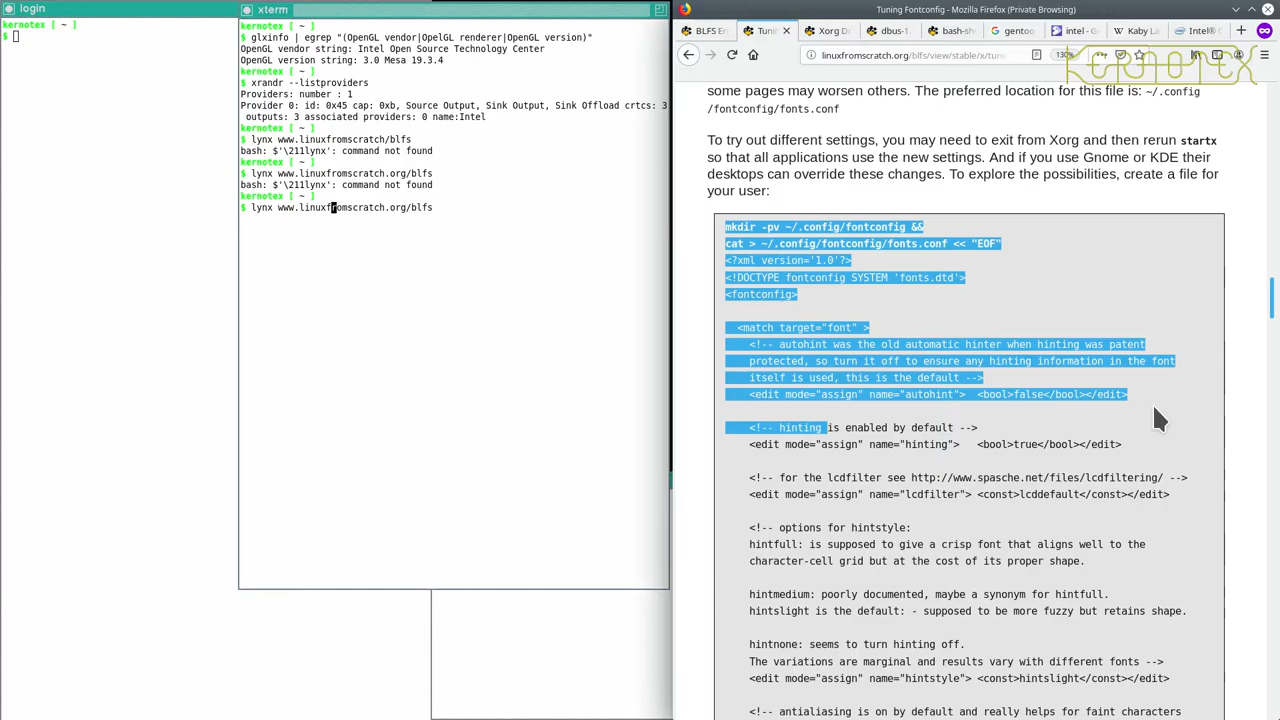 login
kernotex [ ~ ]
$
xterm
kernotex [ ~ ]
$ glxinfo | egrep "(OpenGL vendor|OpelGL renderer|OpenGL version)"
OpenGL vendor string: Intel Open Source Technology Center
OpenGL version string: 3.0 Mesa 19.3.4
kernotex [ ~ ]
$ xrandr --listproviders
Providers: number : 1
Provider 0: id: 0x45 cap: 0xb, Source Output, Sink Output, Sink Offload crtcs: 3
outputs: 3 associated providers: 0 name:Intel
kernotex [ ~ ]
$ lynx www.linuxfromscratch/blfs
bash: $'\211lynx': command not found
kernotex [ ~ ]
$ lynx www.linuxfromscratch.org/blfs
bash: $'\211lynx': command not found
kernotex [ ~ ]
$ lynx www.linuxfromscratch.org/blfs
Tuning Fontconfig - Mozilla Firefox (Private Browsing)
BLFS Er
Tunin
Xorg D
dbus-1.
bash-sh
gentoo
intel - G
Kaby La
Intel® C
linuxfromscratch.org/blfs/view/stable/x/tune
130%
KERNOTEX
some pages may worsen others. The preferred location for this file is: ~/.config
/fontconfig/fonts.conf
To try out different settings, you may need to exit from Xorg and then rerun startx
so that all applications use the new settings. And if you use Gnome or KDE their
desktops can override these changes. To explore the possibilities, create a file for
your user:
mkdir -pv ~/.config/fontconfig &&
cat > ~/.config/fontconfig/fonts.conf << "EOF"
<?xml version='1.0'?>
<!DOCTYPE fontconfig SYSTEM 'fonts.dtd'>
<fontconfig>
<match target="font" >
<!-- autohint was the old automatic hinter when hinting was patent
protected, so turn it off to ensure any hinting information in the font
itself is used, this is the default -->
<edit mode="assign" name="autohint">  <bool>false</bool></edit>
<!-- hinting is enabled by default -->
<edit mode="assign" name="hinting">   <bool>true</bool></edit>
<!-- for the lcdfilter see http://www.spasche.net/files/lcdfiltering/ -->
<edit mode="assign" name="lcdfilter"> <const>lcddefault</const></edit>
<!-- options for hintstyle:
hintfull: is supposed to give a crisp font that aligns well to the
character-cell grid but at the cost of its proper shape.
hintmedium: poorly documented, maybe a synonym for hintfull.
hintslight is the default: - supposed to be more fuzzy but retains shape.
hintnone: seems to turn hinting off.
The variations are marginal and results vary with different fonts -->
<edit mode="assign" name="hintstyle"> <const>hintslight</const></edit>
<!-- antialiasing is on by default and really helps for faint characters